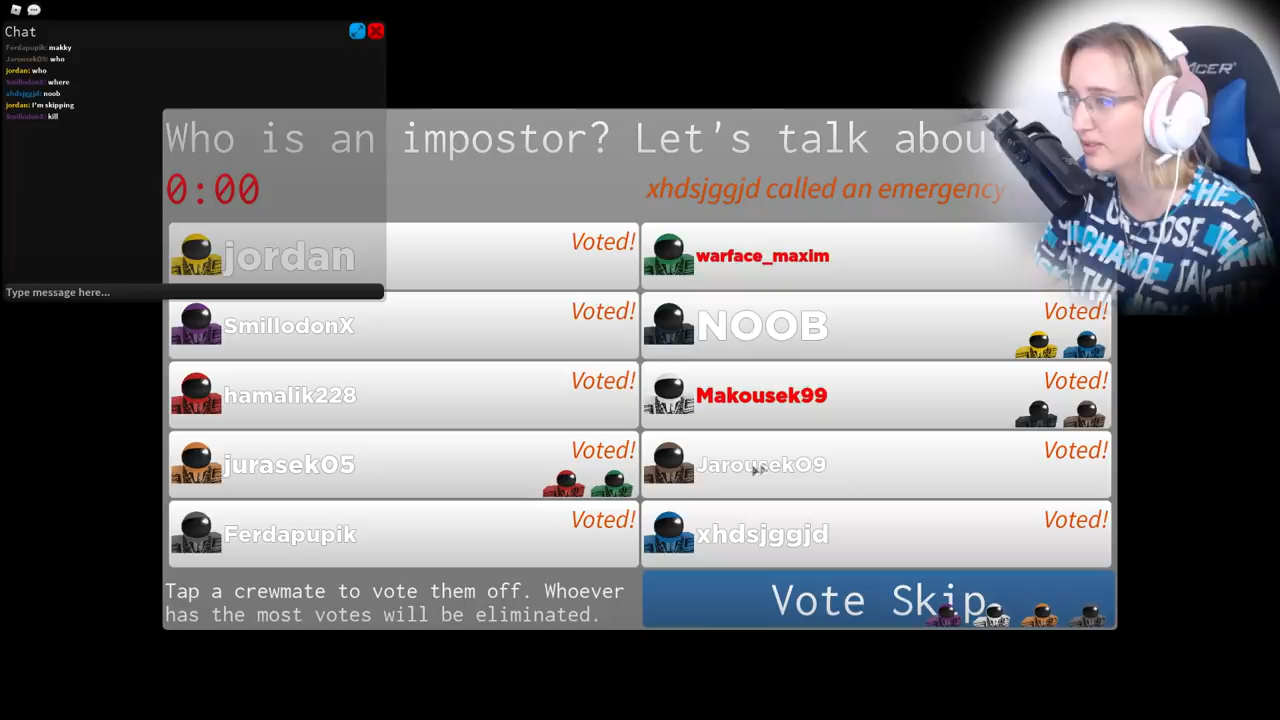 Chat
Ferdapupik: makky
Jarousek09: who
jordan: who
SmillodonX: where
xhdsjggjd: noob
jordan: I'm skipping
SmillodonX: kill
Type message here...
Who is an impostor? Let's talk about
0:00
xhdsjggjd called an emergency
jordan Voted!
warface_maxim
SmillodonX Voted!
NOOB Voted!
hamalik228 Voted!
Makousek99 Voted!
jurasek05 Voted!
Jarousek09 Voted!
Ferdapupik Voted!
xhdsjggjd Voted!
Tap a crewmate to vote them off. Whoever
has the most votes will be eliminated.
Vote Skip
ACER